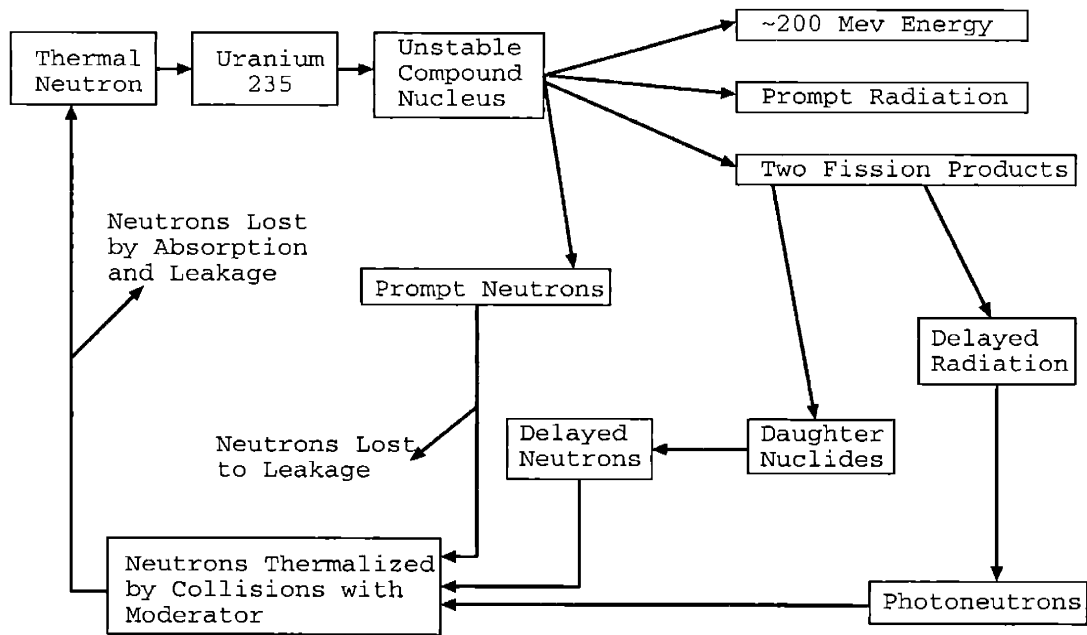 Thermal
Neutron
Uranium
235
Unstable
Compound
Nucleus
~200 Mev Energy
Prompt Radiation
Two Fission Products
Neutrons Lost
by Absorption
and Leakage
Prompt Neutrons
Delayed
Radiation
Neutrons Lost
to Leakage
Delayed
Neutrons
Daughter
Nuclides
Neutrons Thermalized
by Collisions with
Moderator
Photoneutrons